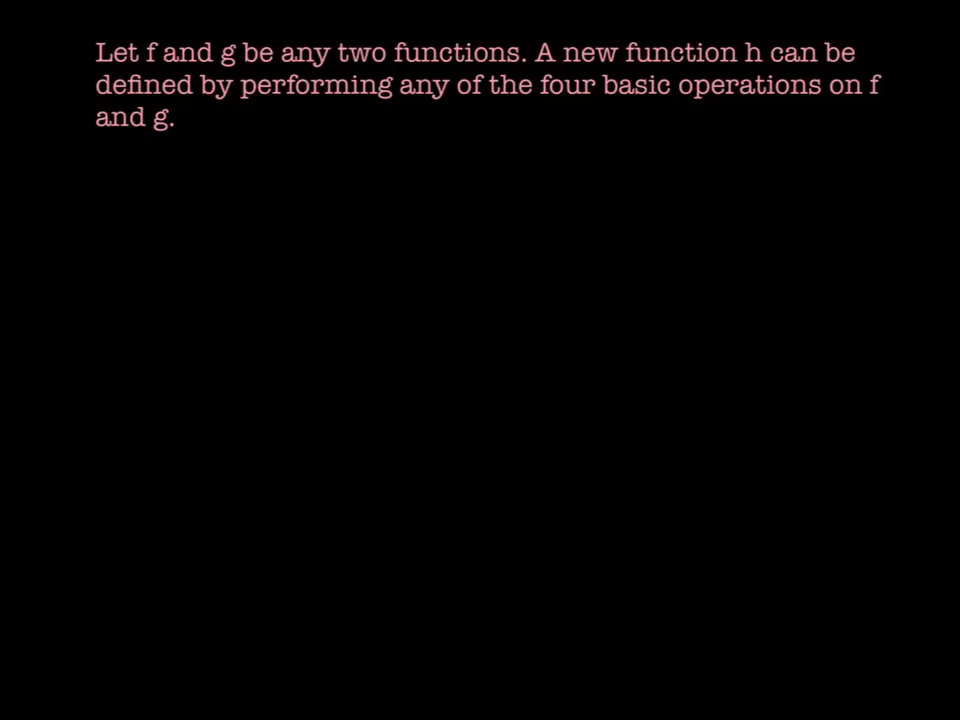 Let f and g be any two functions. A new function h can be
defined by performing any of the four basic operations on f
and g.